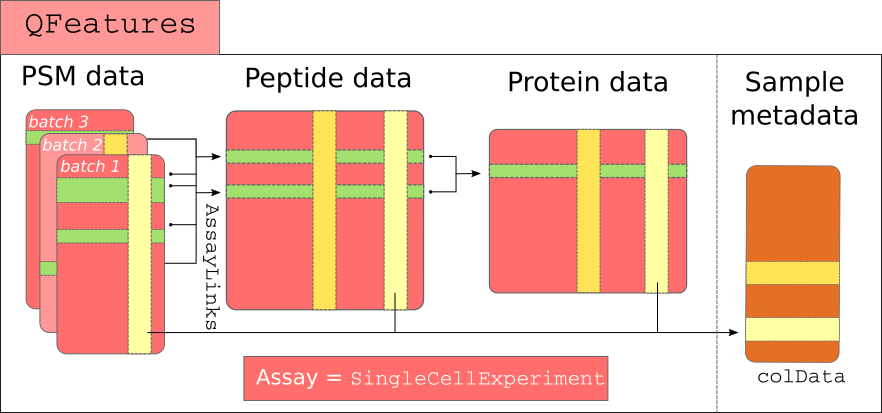 QFeatures
PSM data
Peptide data
Protein data
Sample
metadata
batch 3
batch 2
batch 1
AssayLinks
Assay = SingleCellExperiment
colData